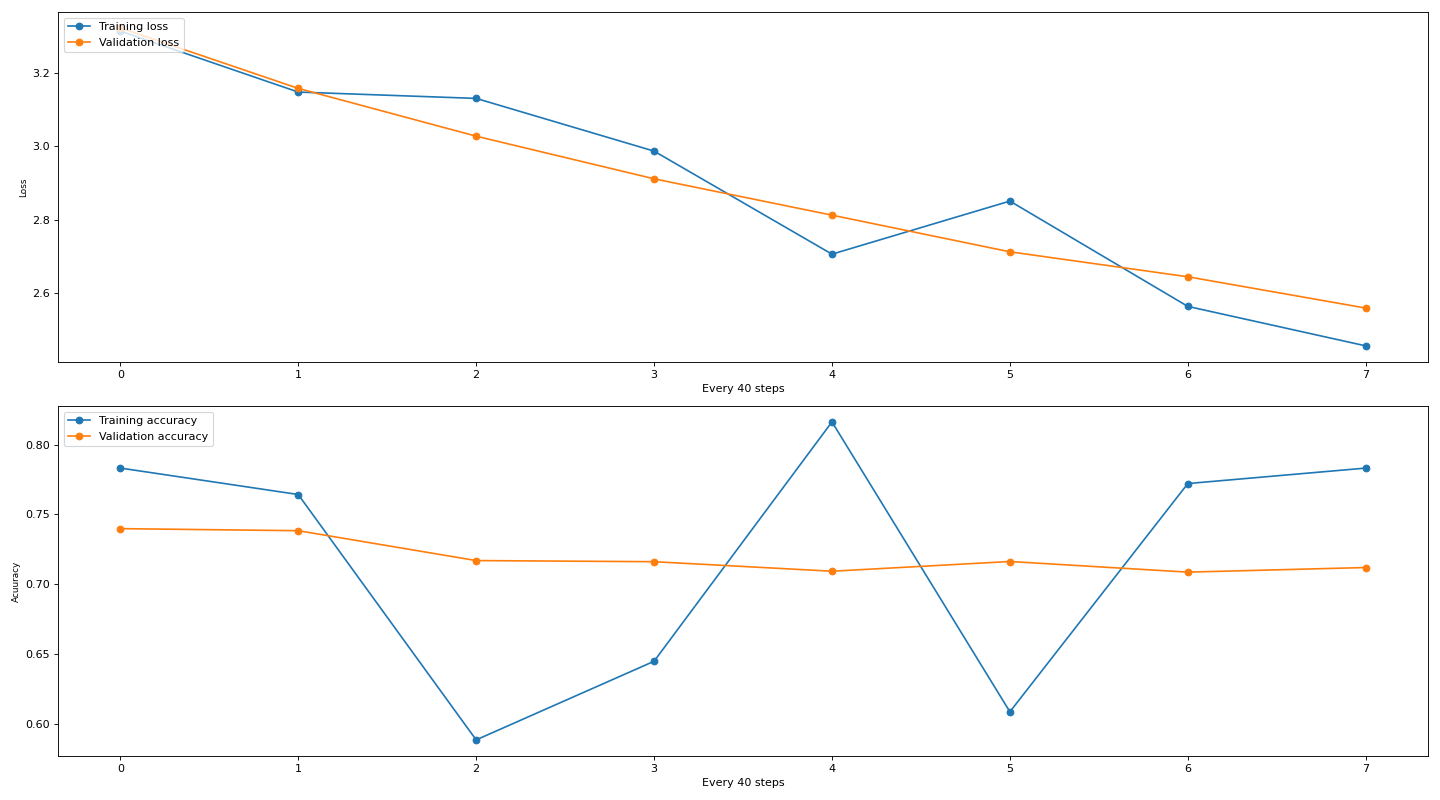 Training loss
Validation loss
3.2
3.0
2.8
2.6
Loss
0 1 2 3 4 5 6 7
Every 40 steps
Training accuracy
Validation accuracy
0.80
0.75
0.70
0.65
0.60
Acuuracy
0 1 2 3 4 5 6 7
Every 40 steps